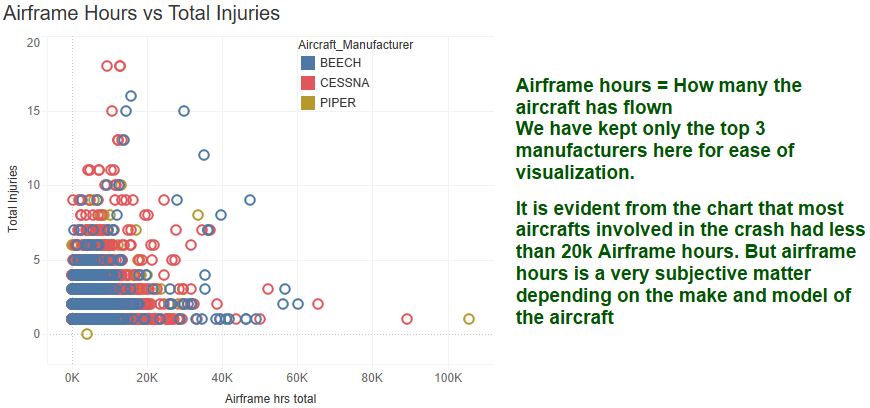 Airframe Hours vs Total Injuries
Aircraft_Manufacturer
BEECH
CESSNA
PIPER
Total Injuries
20
15
10
5
0
0K
20K
40K
60K
80K
100K
Airframe hrs total
Airframe hours = How many the
aircraft has flown
We have kept only the top 3
manufacturers here for ease of
visualization.
It is evident from the chart that most
aircrafts involved in the crash had less
than 20k Airframe hours. But airframe
hours is a very subjective matter
depending on the make and model of
the aircraft